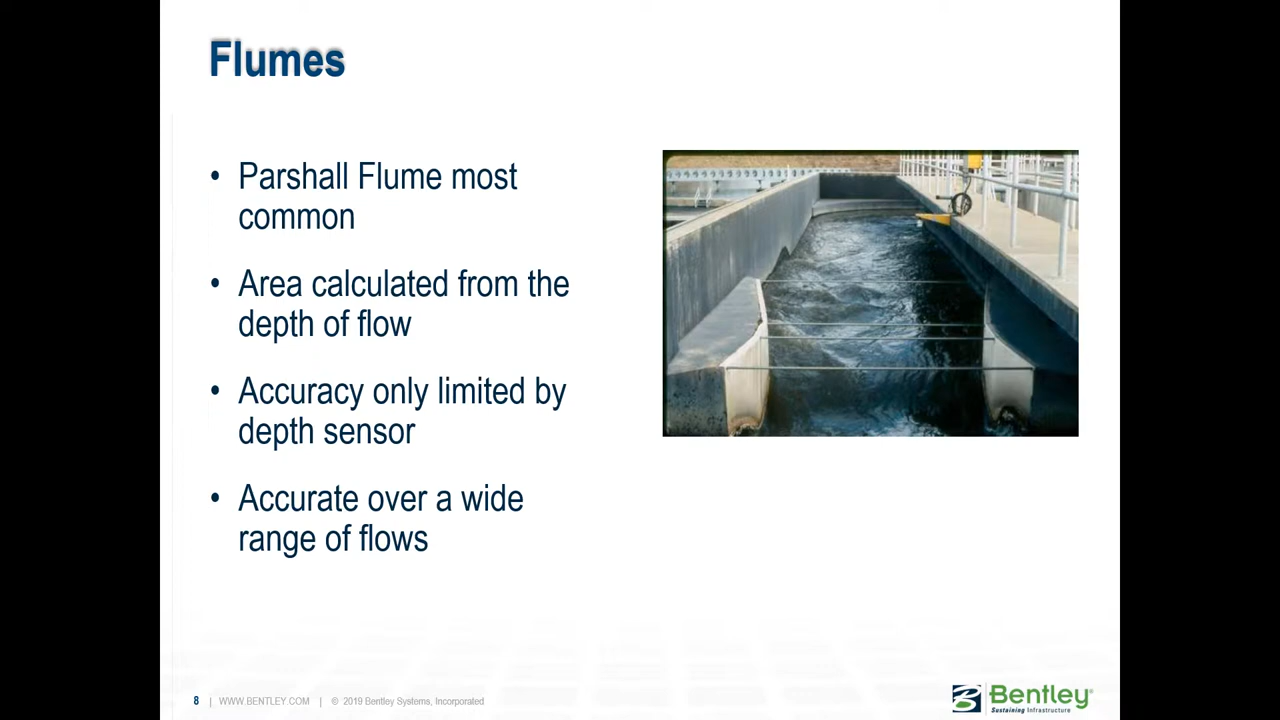 Flumes
• Parshall Flume most
common
• Area calculated from the
depth of flow
• Accuracy only limited by
depth sensor
• Accurate over a wide
range of flows
8 | WWW.BENTLEY.COM | © 2019 Bentley Systems, Incorporated
Bentley®
Sustaining Infrastructure